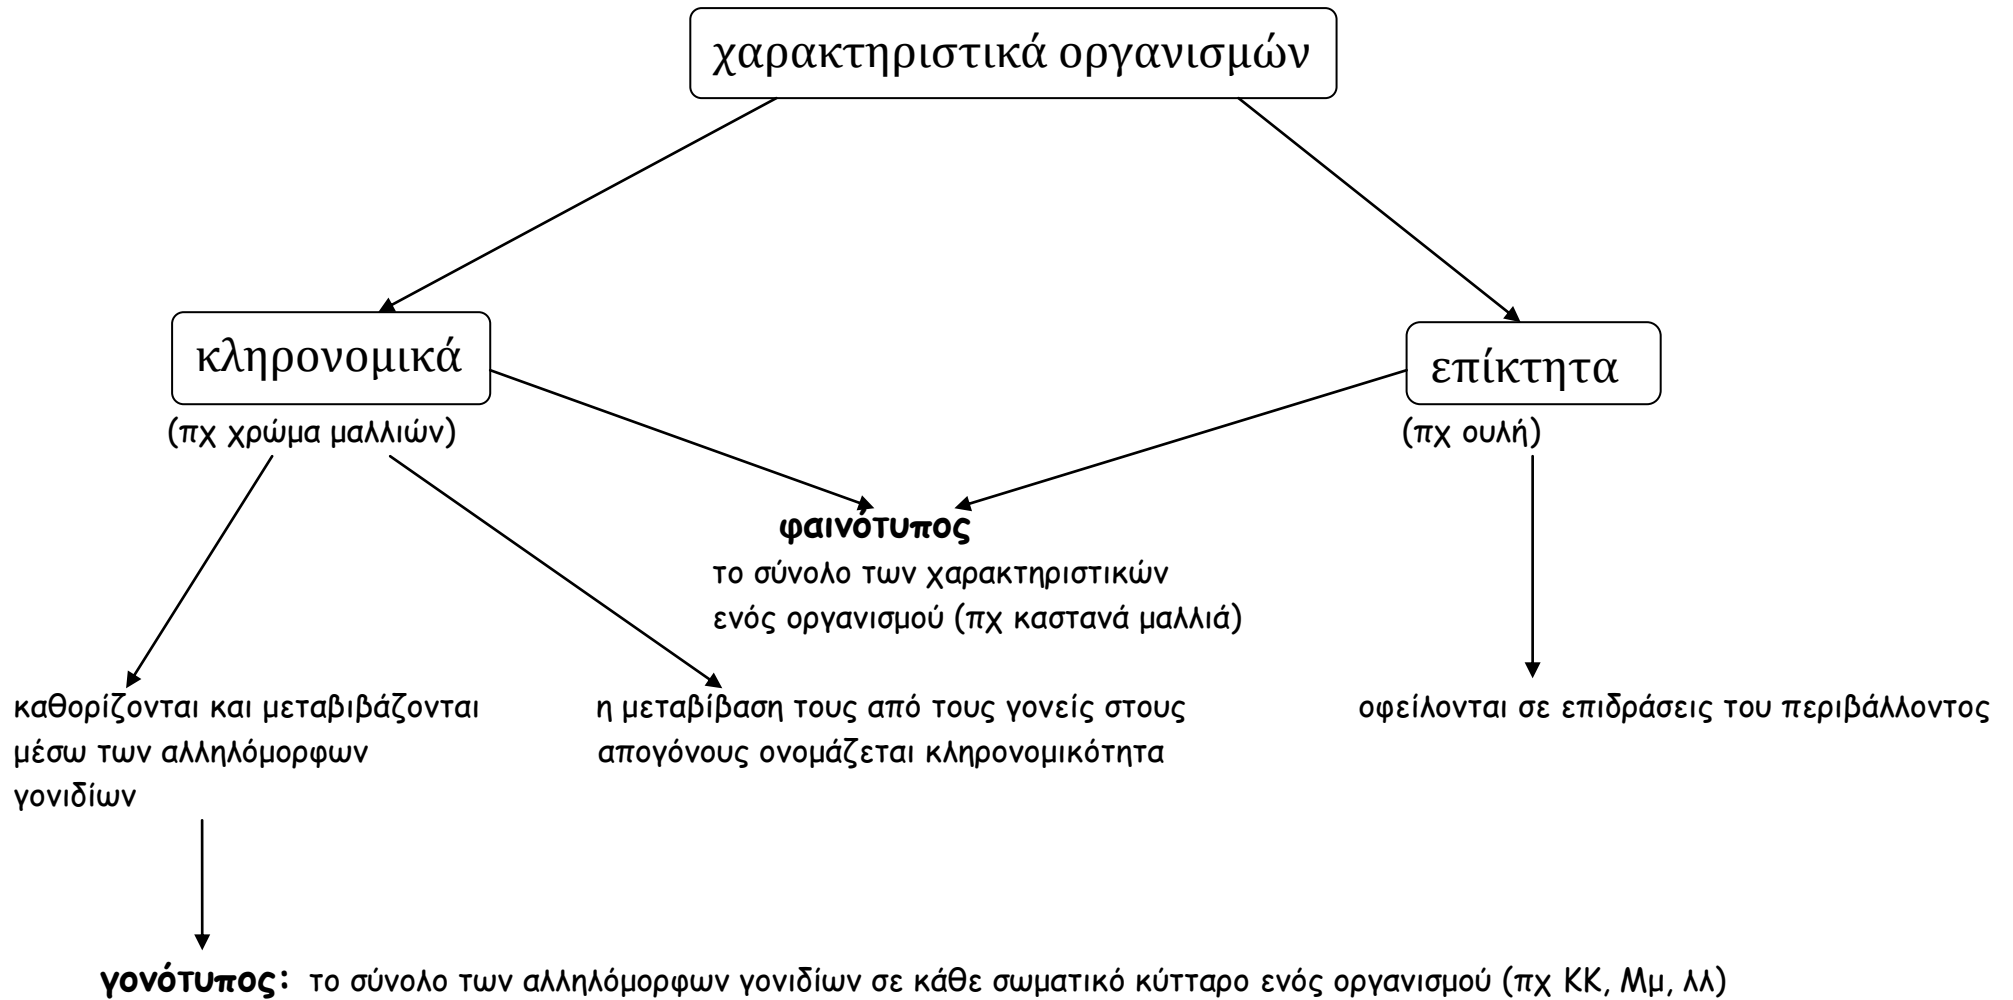 χαρακτηριστικά οργανισμών
κληρονομικά
επίκτητα
(πχ χρώμα μαλλιών)
(πχ ουλή)
φαινότυπος
το σύνολο των χαρακτηριστικών
ενός οργανισμού (πχ καστανά μαλλιά)
καθορίζονται και μεταβιβάζονται
μέσω των αλληλόμορφων
γονιδίων
η μεταβίβαση τους από τους γονείς στους
απογόνους ονομάζεται κληρονομικότητα
οφείλονται σε επιδράσεις του περιβάλλοντος
γονότυπος: το σύνολο των αλληλόμορφων γονιδίων σε κάθε σωματικό κύτταρο ενός οργανισμού (πχ ΚΚ, Μμ, λλ)